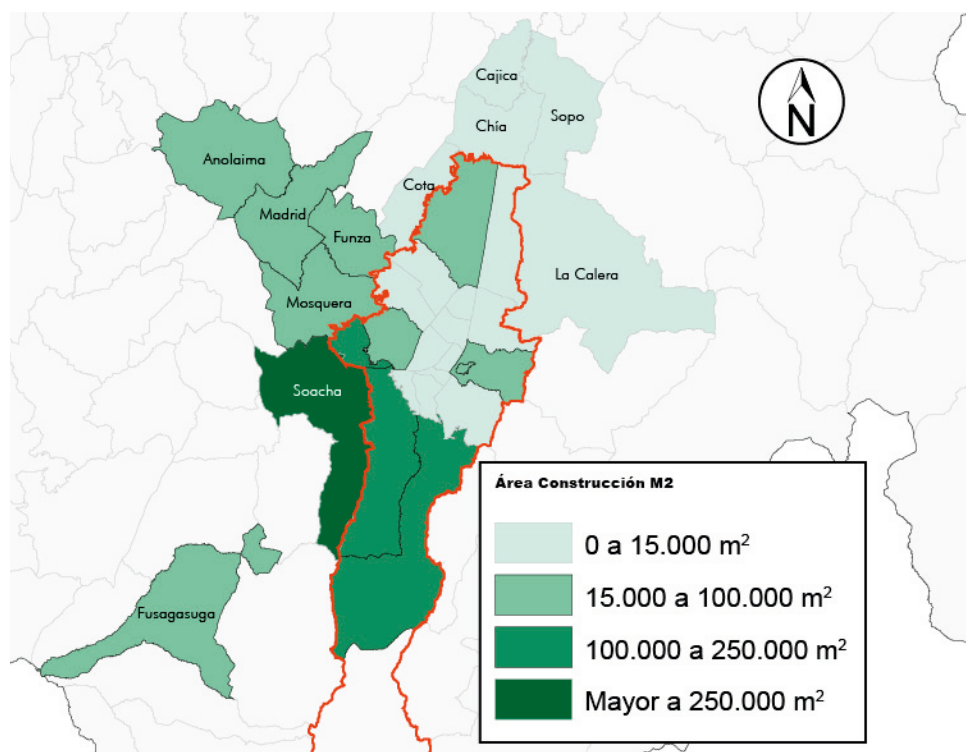 Cajica
Sopo
Chía
Anolaima
Cota
Madrid
Funza
La Calera
Mosquera
Soacha
Fusagasuga
N
Área Construcción M2
0 a 15.000 m²
15.000 a 100.000 m²
100.000 a 250.000 m²
Mayor a 250.000 m²